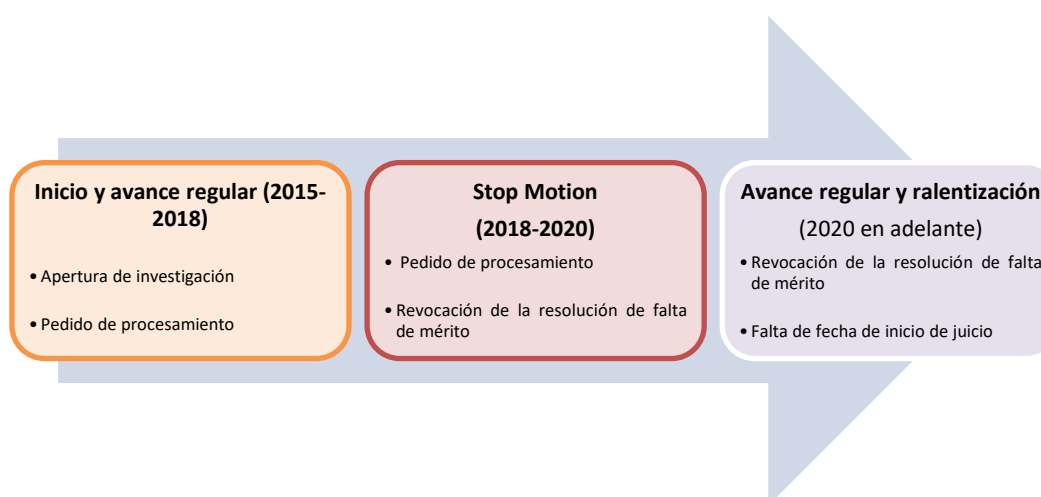 Inicio y avance regular (2015-
2018)
• Apertura de investigación
• Pedido de procesamiento
Stop Motion
(2018-2020)
• Pedido de procesamiento
• Revocación de la resolución de falta
de mérito
Avance regular y ralentización
(2020 en adelante)
• Revocación de la resolución de falta
de mérito
• Falta de fecha de inicio de juicio